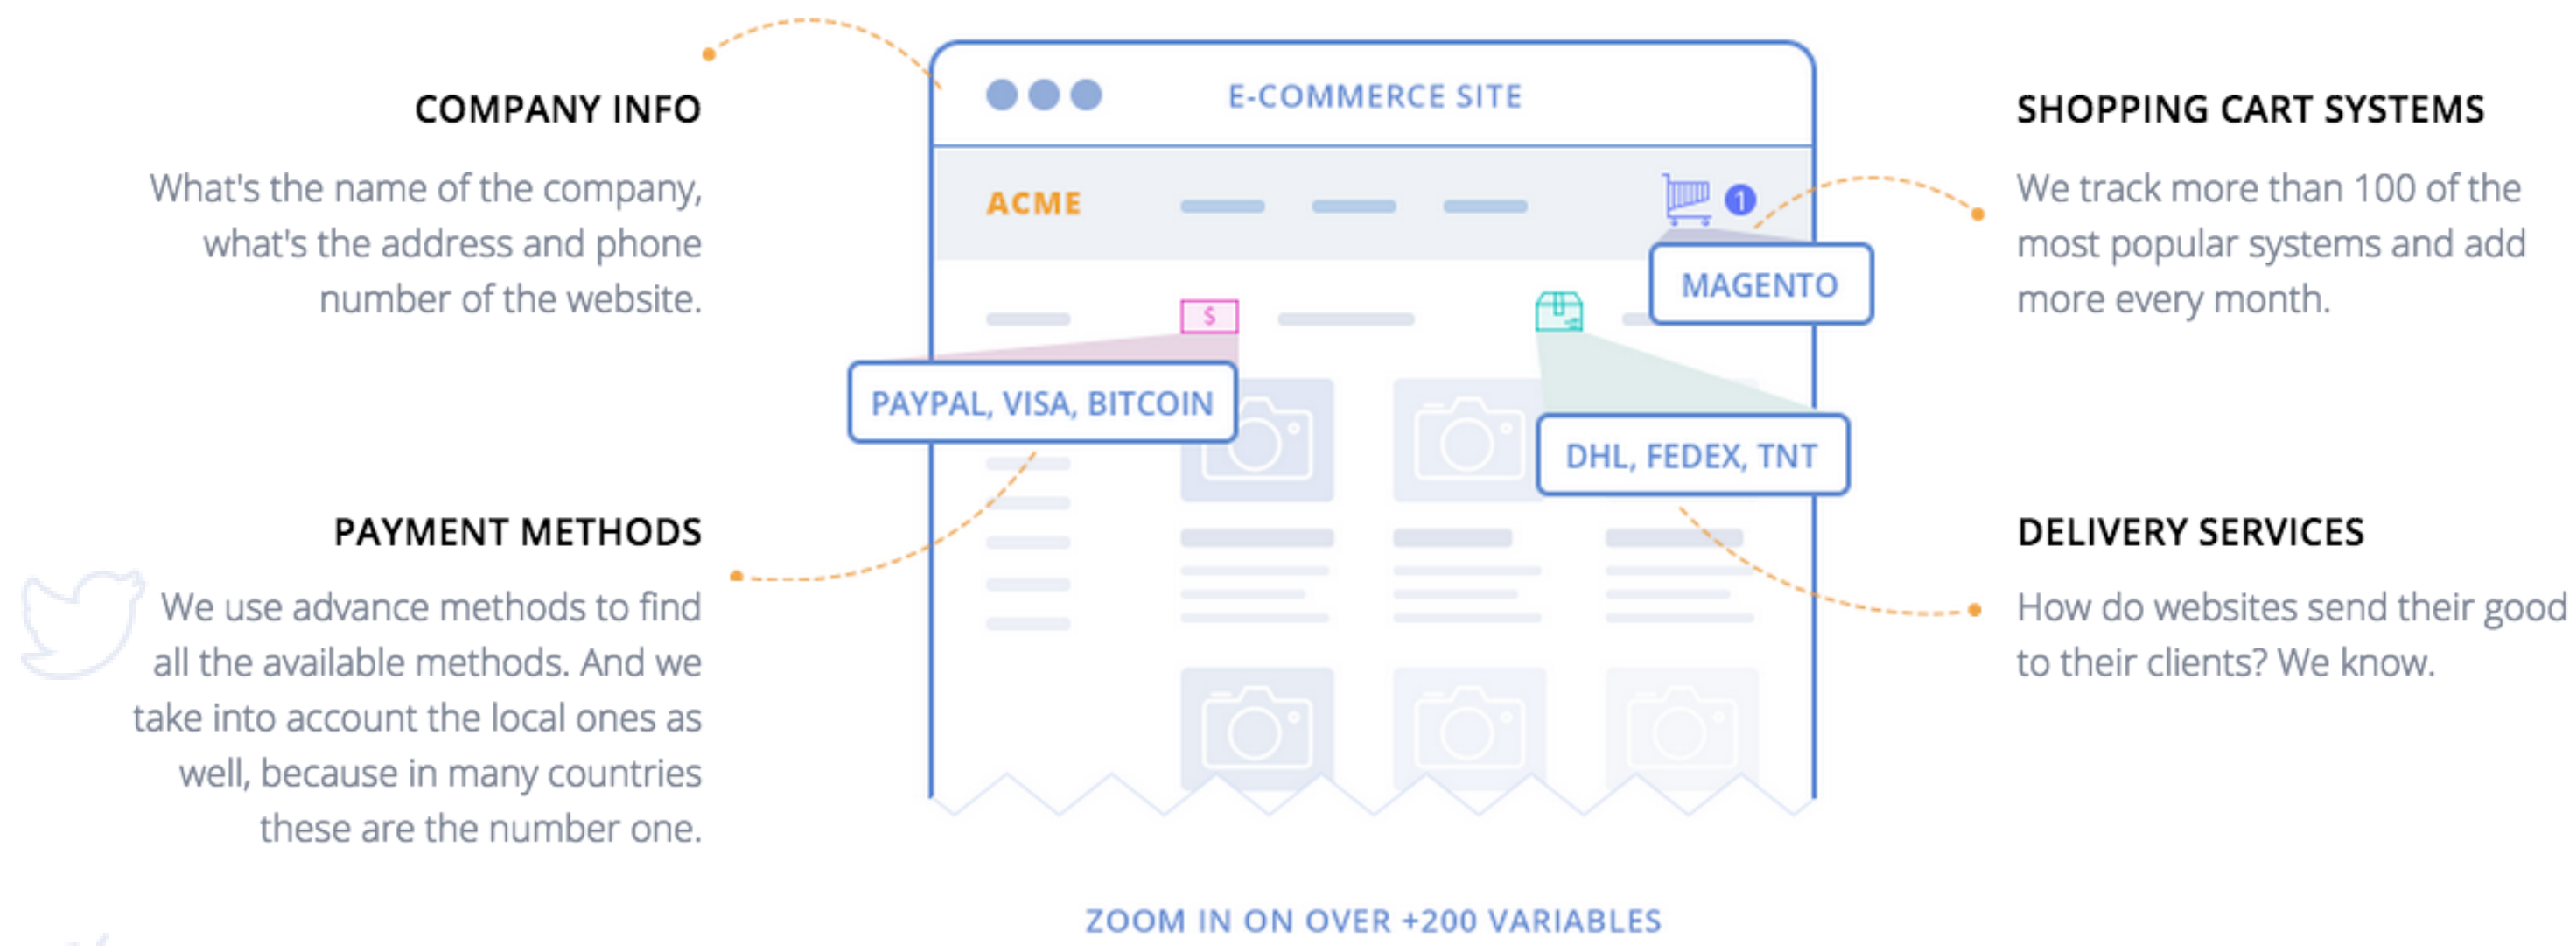 COMPANY INFO
What's the name of the company,
what's the address and phone
number of the website.
PAYMENT METHODS
We use advance methods to find
all the available methods. And we
take into account the local ones as
well, because in many countries
these are the number one.
E-COMMERCE SITE
ACME
1
MAGENTO
$
PAYPAL, VISA, BITCOIN
DHL, FEDEX, TNT
SHOPPING CART SYSTEMS
We track more than 100 of the
most popular systems and add
more every month.
DELIVERY SERVICES
How do websites send their good
to their clients? We know.
ZOOM IN ON OVER +200 VARIABLES